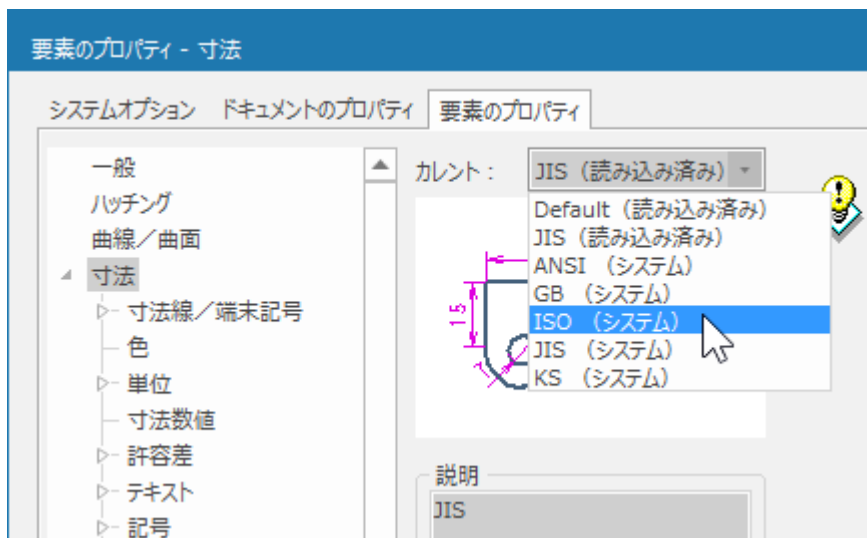 要素のプロパティ - 寸法
システムオプション ドキュメントのプロパティ 要素のプロパティ
一般
ハッチング
曲線／曲面
寸法
寸法線／端末記号
色
単位
寸法数値
許容差
テキスト
記号
カレント： JIS（読み込み済み）
Default（読み込み済み）
JIS（読み込み済み）
ANSI （システム）
GB （システム）
ISO （システム）
JIS （システム）
KS （システム）
15
説明
JIS